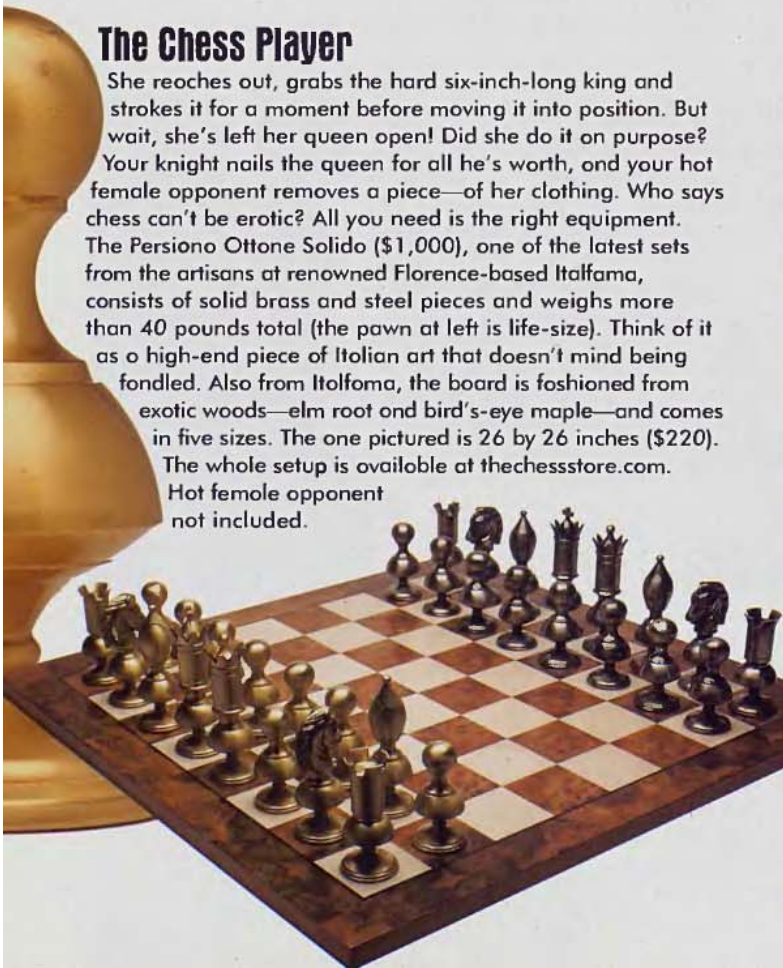 The Chess Player
She reaches out, grabs the hard six-inch-long king and
strokes it for a moment before moving it into position. But
wait, she's left her queen open! Did she do it on purpose?
Your knight nails the queen for all he's worth, and your hot
female opponent removes a piece—of her clothing. Who says
chess can't be erotic? All you need is the right equipment.
The Persiano Ottone Solido ($1,000), one of the latest sets
from the artisans at renowned Florence-based Italfama,
consists of solid brass and steel pieces and weighs more
than 40 pounds total (the pawn at left is life-size). Think of it
as a high-end piece of Italian art that doesn't mind being
fondled. Also from Italfama, the board is fashioned from
exotic woods—elm root and bird's-eye maple—and comes
in five sizes. The one pictured is 26 by 26 inches ($220).
The whole setup is available at thechessstore.com.
Hot female opponent
not included.